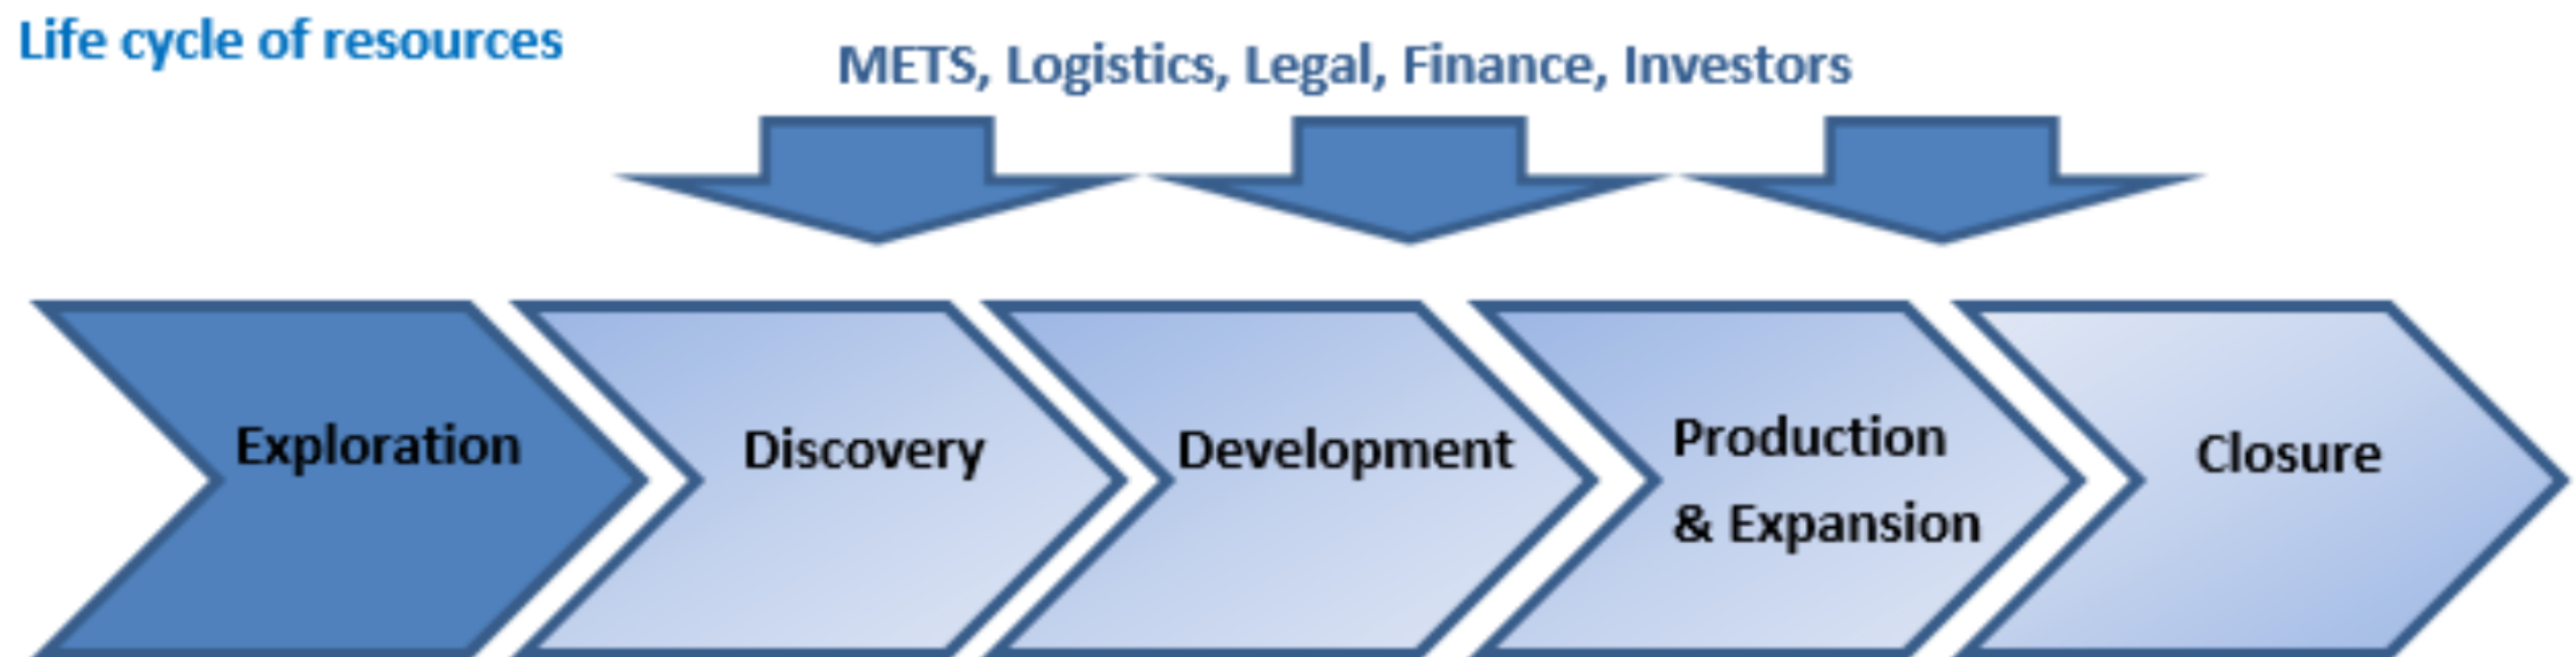 Life cycle of resources
METS, Logistics, Legal, Finance, Investors
Exploration
Discovery
Development
Production
& Expansion
Closure